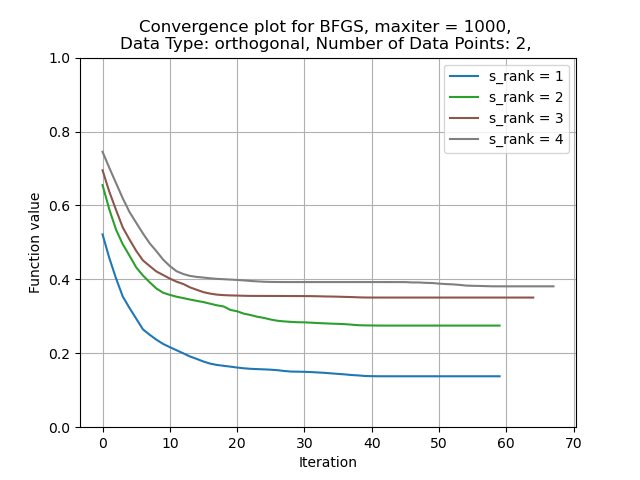 Convergence plot for BFGS, maxiter = 1000,
Data Type: orthogonal, Number of Data Points: 2,
1.0
0.8
0.6
0.4
0.2
0.0
Function value
s_rank = 1
s_rank = 2
s_rank = 3
s_rank = 4
0 10 20 30 40 50 60 70
Iteration